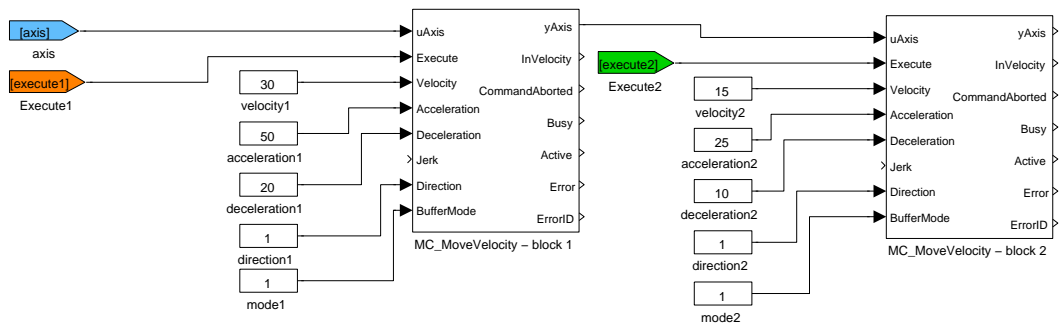 [axis]
axis
[execute1]
Execute1
30
velocity1
50
acceleration1
20
deceleration1
1
direction1
1
mode1
uAxis
Execute
Velocity
Acceleration
Deceleration
Jerk
Direction
BufferMode
yAxis
InVelocity
CommandAborted
Busy
Active
Error
ErrorID
MC_MoveVelocity – block 1
[execute2]
Execute2
15
velocity2
25
acceleration2
10
deceleration2
1
direction2
1
mode2
uAxis
Execute
Velocity
Acceleration
Deceleration
Jerk
Direction
BufferMode
yAxis
InVelocity
CommandAborted
Busy
Active
Error
ErrorID
MC_MoveVelocity – block 2